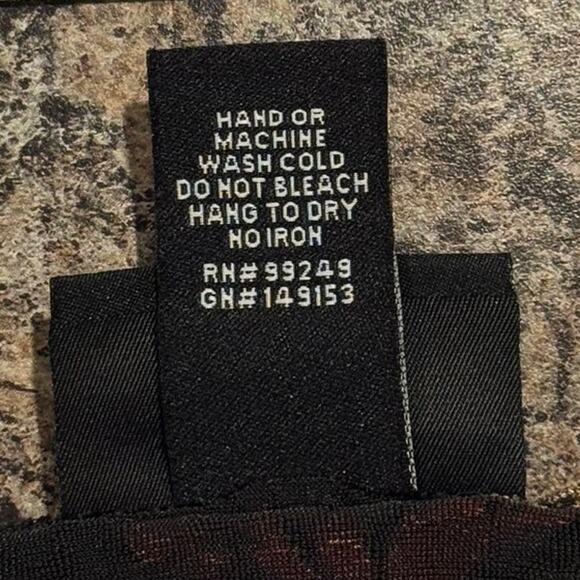 HAND OR
MACHINE
WASH COLD
DO NOT BLEACH
HANG TO DRY
NO IRON
RN# 99249
GN# 149153